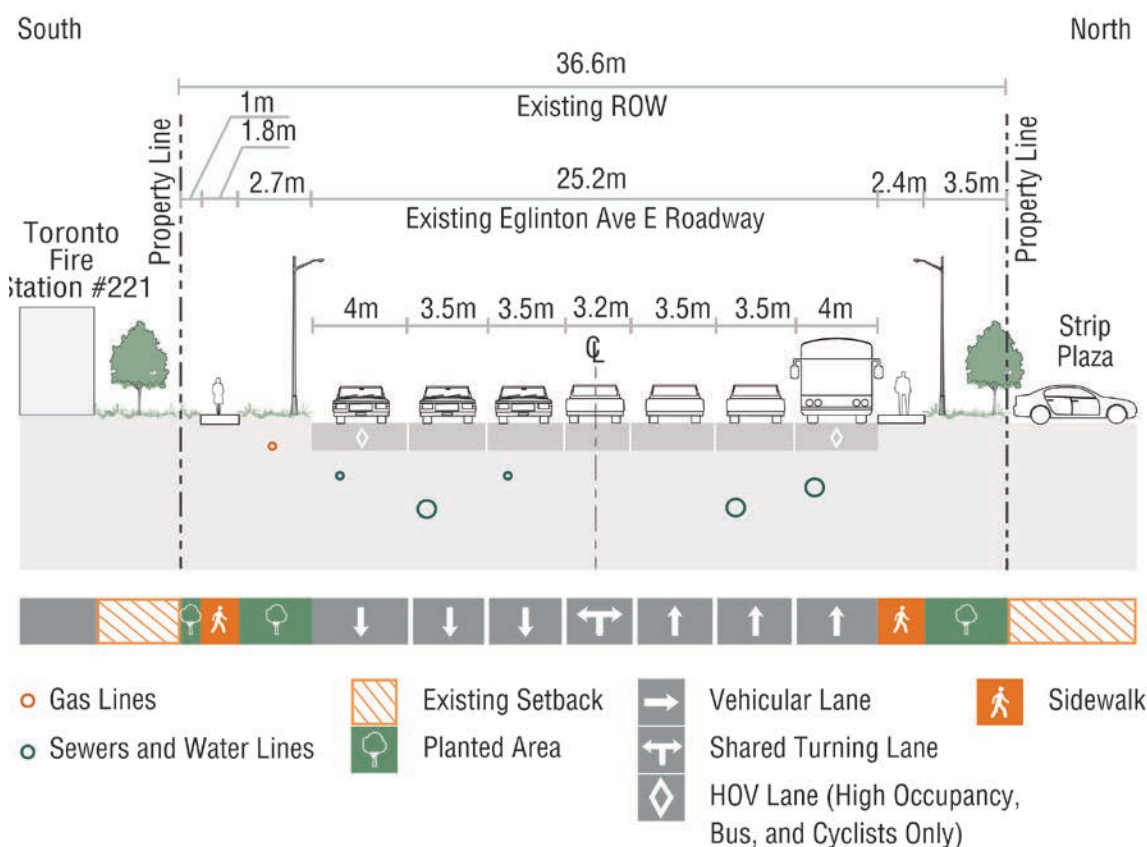 South
North
36.6m
Existing ROW
1m
1.8m
2.7m
25.2m
2.4m
3.5m
Existing Eglinton Ave E Roadway
Property Line
Property Line
Toronto
Fire
Station #221
4m
3.5m
3.5m
3.2m
3.5m
3.5m
4m
CL
Strip
Plaza
Gas Lines
Sewers and Water Lines
Existing Setback
Planted Area
Vehicular Lane
Shared Turning Lane
HOV Lane (High Occupancy,
Bus, and Cyclists Only)
Sidewalk